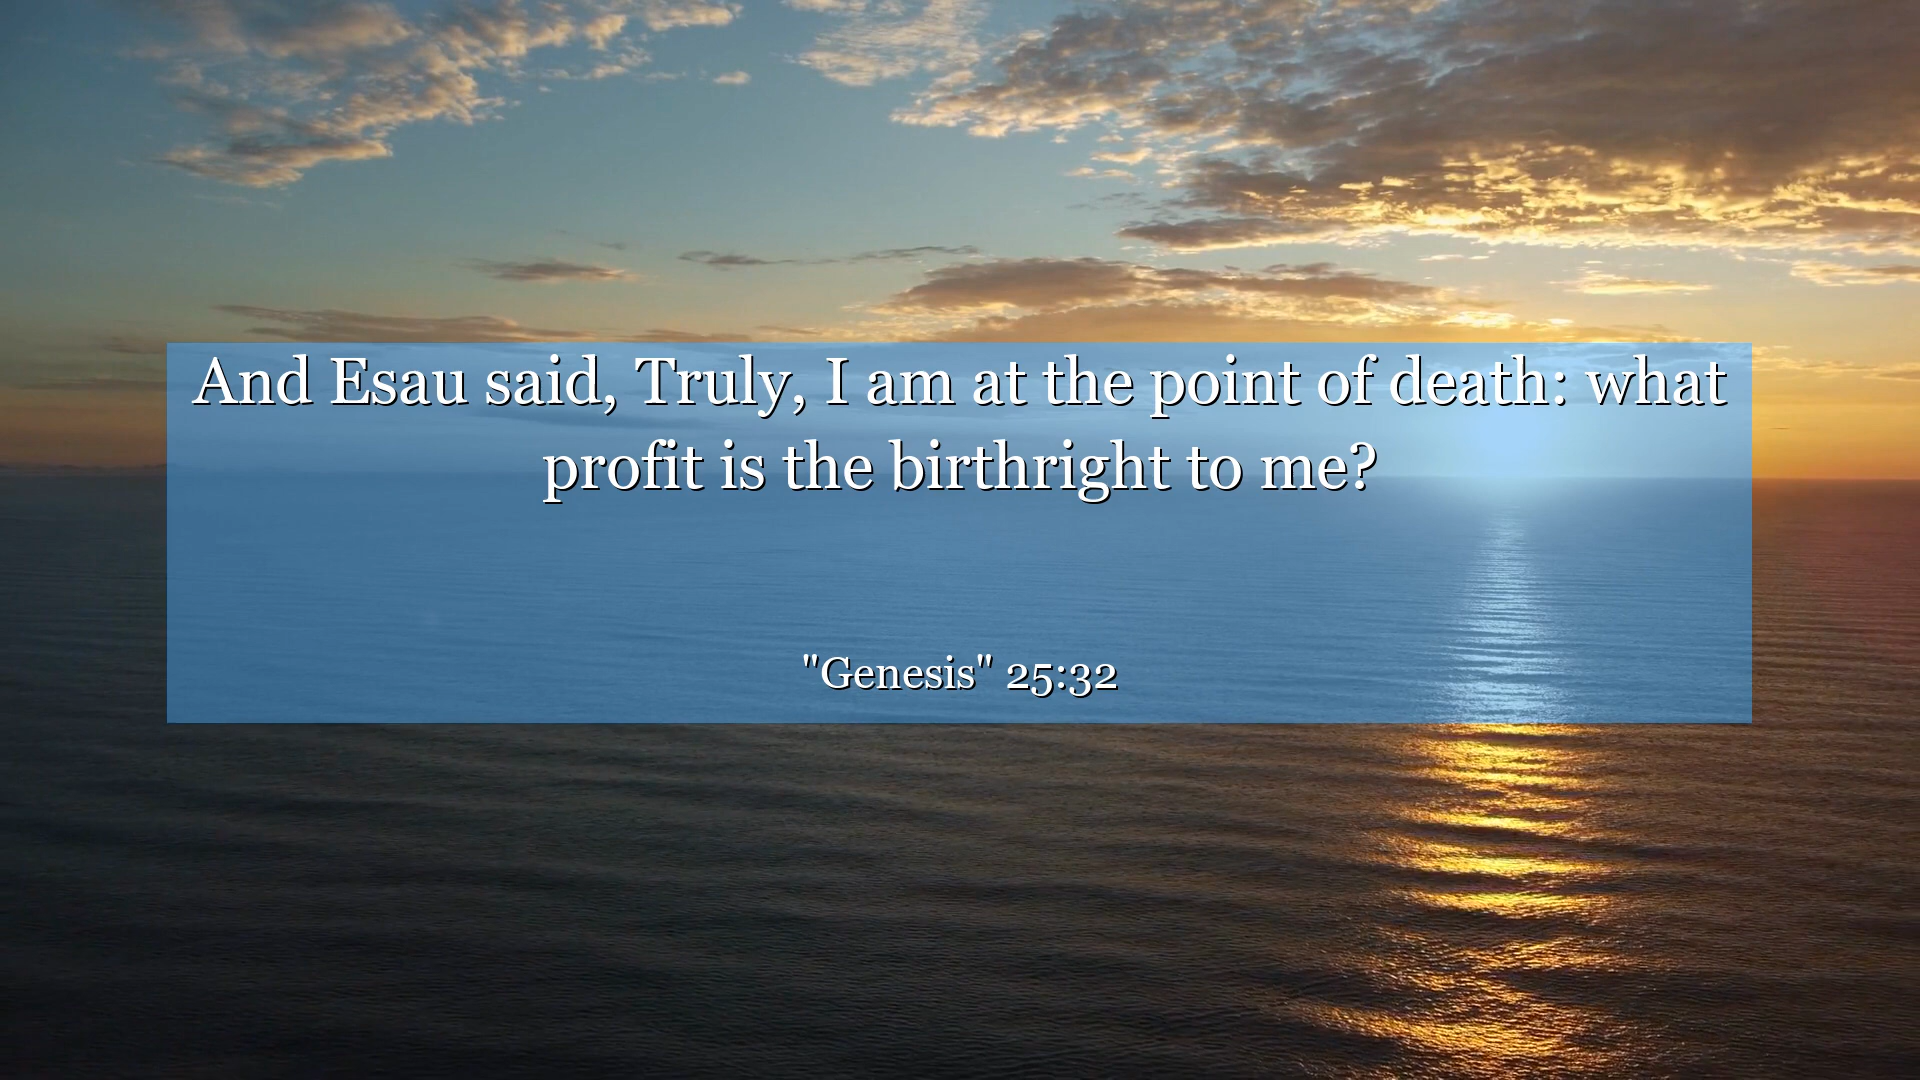 And Esau said, Truly, I am at the point of death: what
profit is the birthright to me?
"Genesis" 25:32